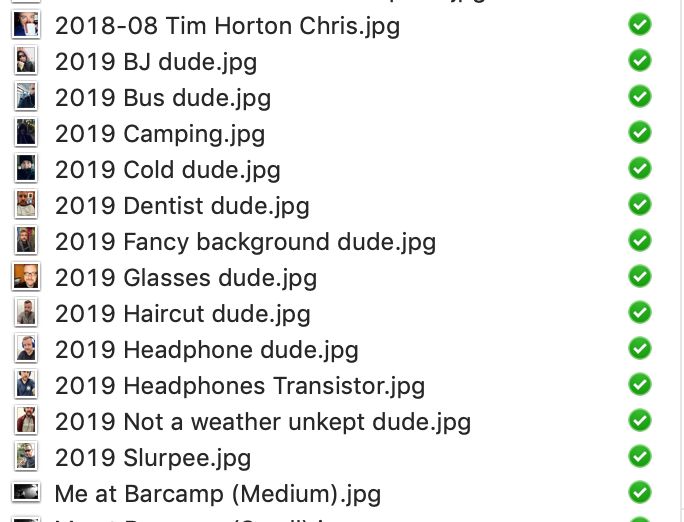 2018-08 Tim Horton Chris.jpg
2019 BJ dude.jpg
2019 Bus dude.jpg
2019 Camping.jpg
2019 Cold dude.jpg
2019 Dentist dude.jpg
2019 Fancy background dude.jpg
2019 Glasses dude.jpg
2019 Haircut dude.jpg
2019 Headphone dude.jpg
2019 Headphones Transistor.jpg
2019 Not a weather unkept dude.jpg
2019 Slurpee.jpg
Me at Barcamp (Medium).jpg